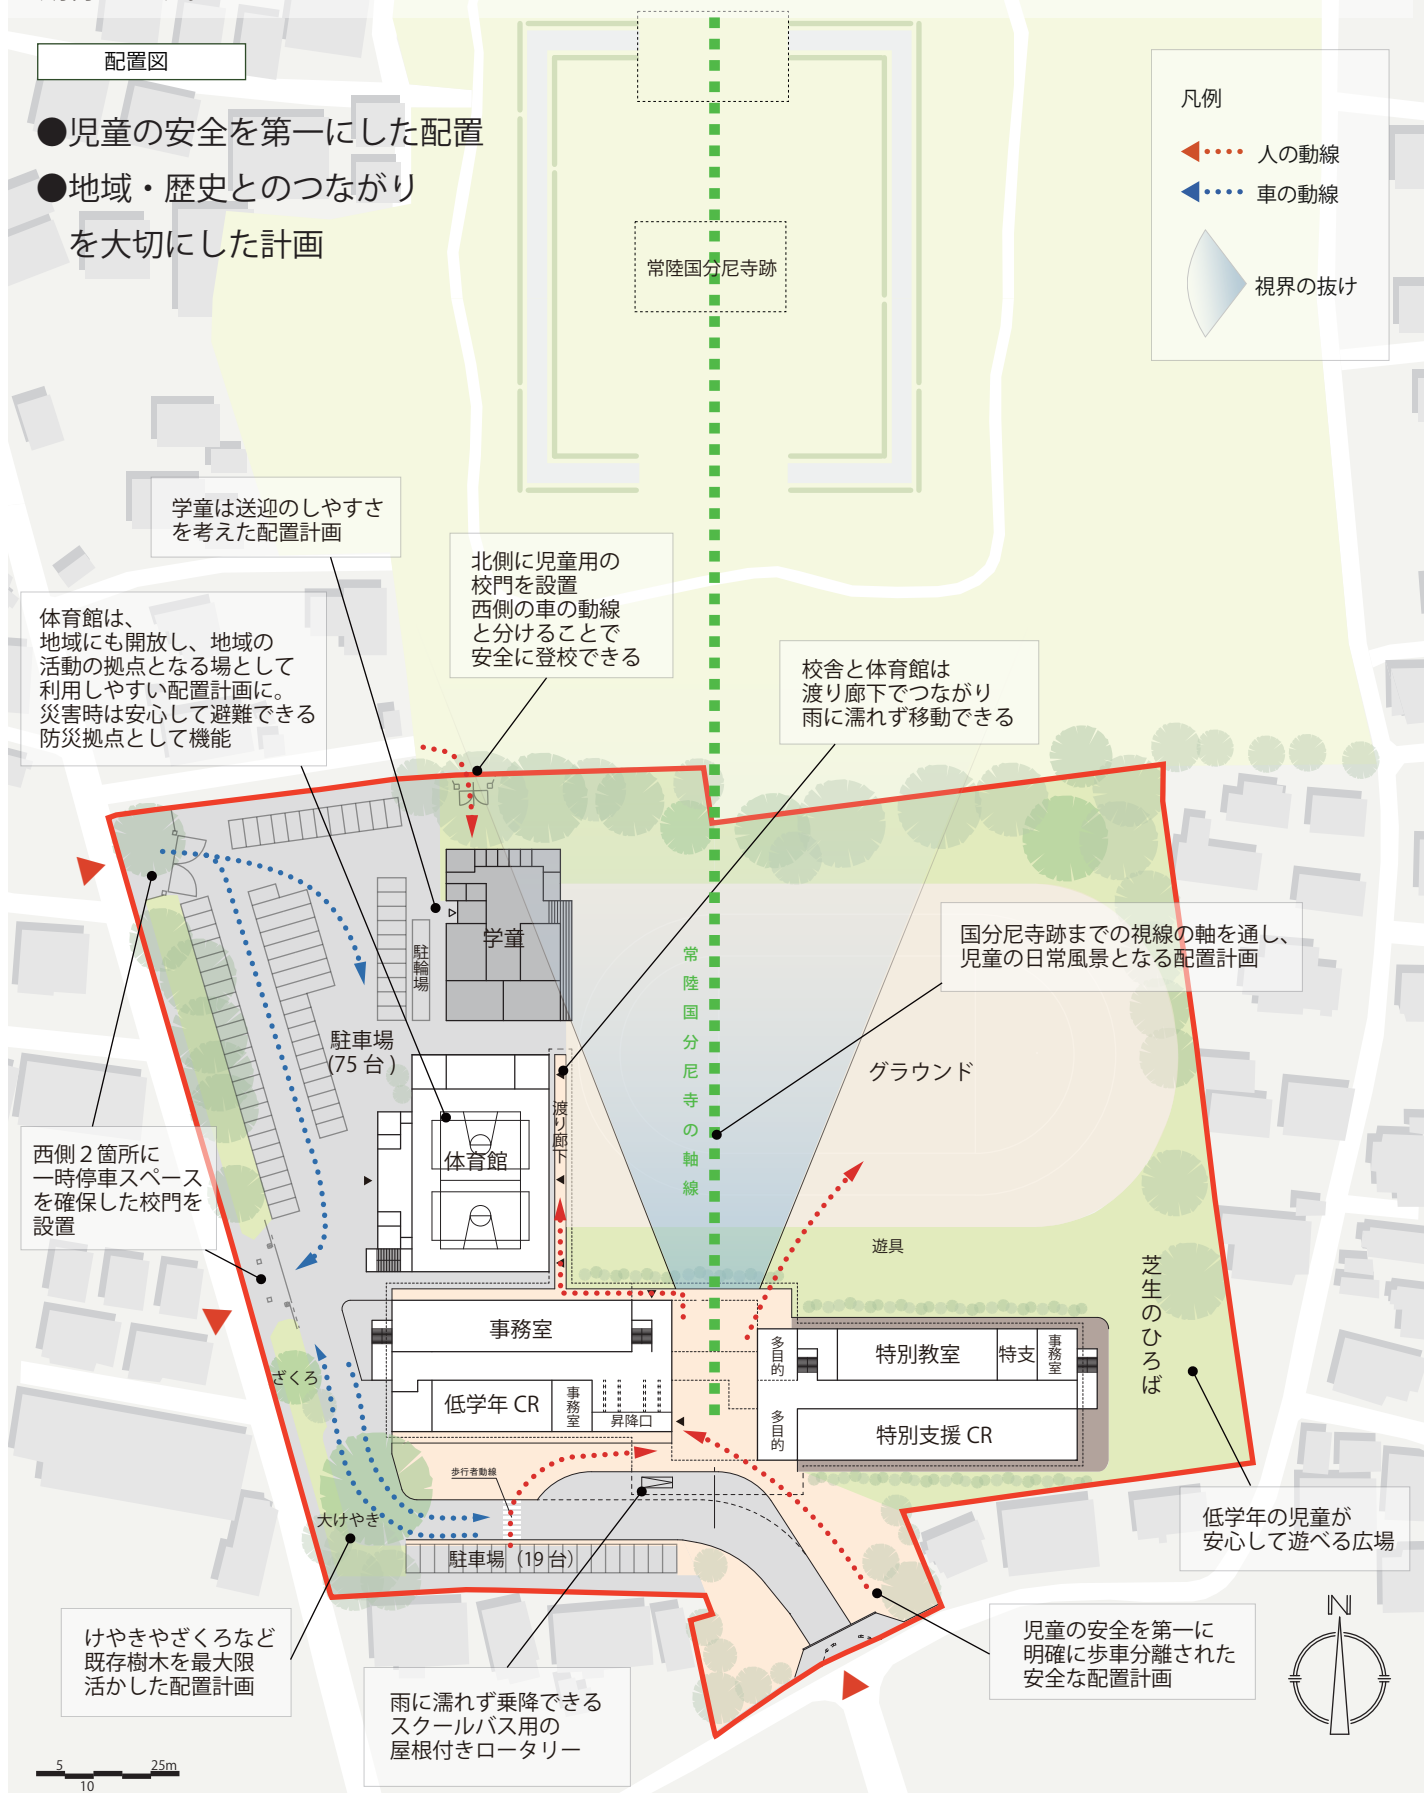 配置図
●児童の安全を第一にした配置
●地域・歴史とのつながり
を大切にした計画
凡例
人の動線
車の動線
視界の抜け
常陸国分尼寺跡
学童は送迎のしやすさ
を考えた配置計画
北側に児童用の
校門を設置
西側の車の動線
と分けることで
安全に登校できる
体育館は、
地域にも開放し、地域の
活動の拠点となる場として
利用しやすい配置計画に。
災害時は安心して避難できる
防災拠点として機能
校舎と体育館は
渡り廊下でつながり
雨に濡れず移動できる
国分尼寺跡までの視線の軸を通し、
児童の日常風景となる配置計画
学童
駐輪場
常陸国分尼寺の軸線
駐車場
(75 台 )
グラウンド
渡り廊下
体育館
西側２箇所に
一時停車スペース
を確保した校門を
設置
遊具
芝生のひろば
事務室
多目的
特別教室
特支
事務室
ざくろ
低学年 CR
事務室
昇降口
多目的
特別支援 CR
歩行者動線
大けやき
駐車場（19 台）
低学年の児童が
安心して遊べる広場
けやきやざくろなど
既存樹木を最大限
活かした配置計画
雨に濡れず乗降できる
スクールバス用の
屋根付きロータリー
児童の安全を第一に
明確に歩車分離された
安全な配置計画
N
5
25m
10